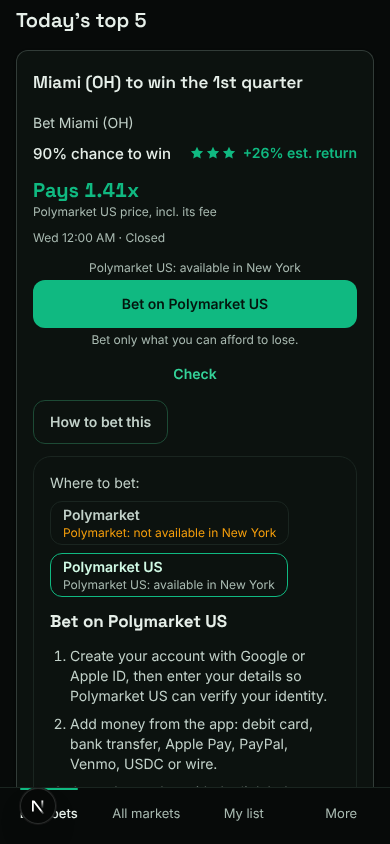 Today's top 5
Miami (OH) to win the 1st quarter
Bet Miami (OH)
90% chance to win ★★★ +26% est. return
Pays 1.41x
Polymarket US price, incl. its fee
Wed 12:00 AM · Closed
Polymarket US: available in New York
Bet on Polymarket US
Bet only what you can afford to lose.
Check
How to bet this
Where to bet:
Polymarket
Polymarket: not available in New York
Polymarket US
Polymarket US: available in New York
Bet on Polymarket US
1. Create your account with Google or
Apple ID, then enter your details so
Polymarket US can verify your identity.
2. Add money from the app: debit card,
bank transfer, Apple Pay, PayPal,
Venmo, USDC or wire.
N bets All markets My list More